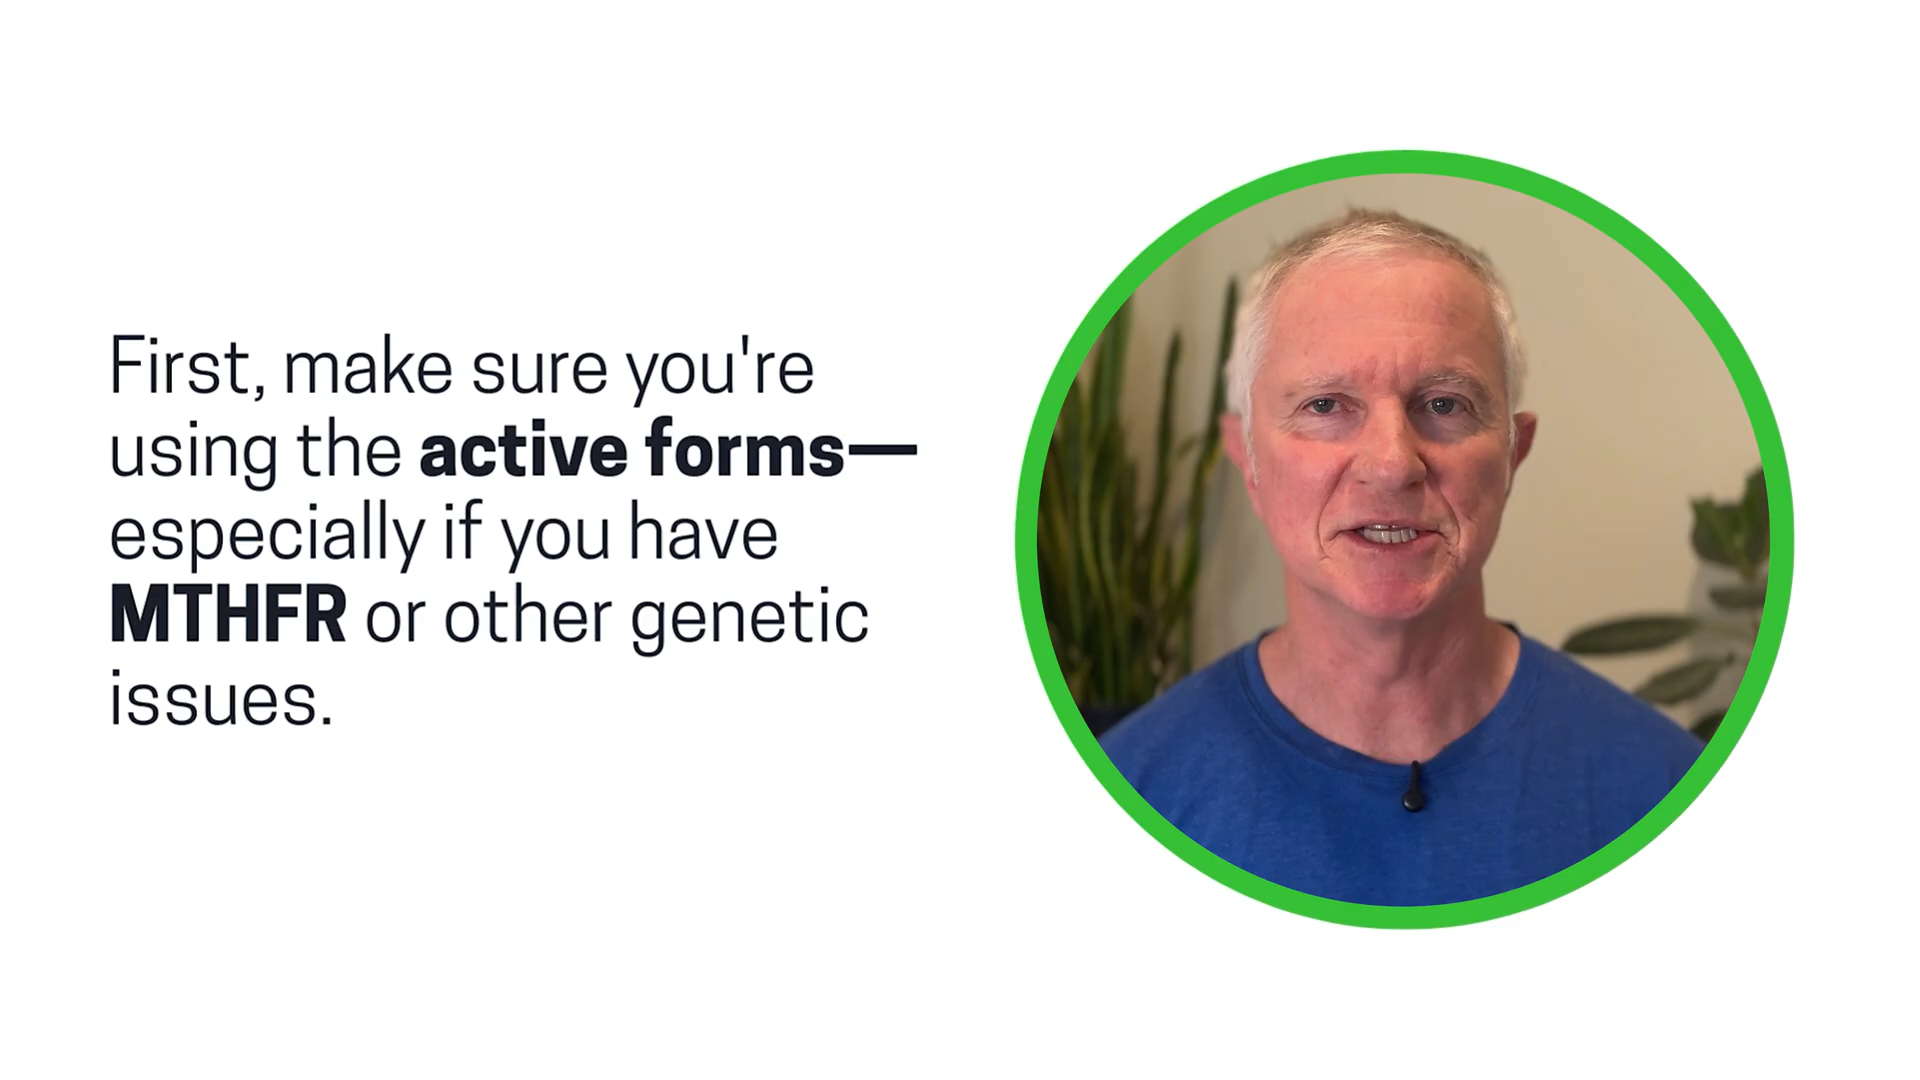 First, make sure you're
using the active forms—
especially if you have
MTHFR or other genetic
issues.